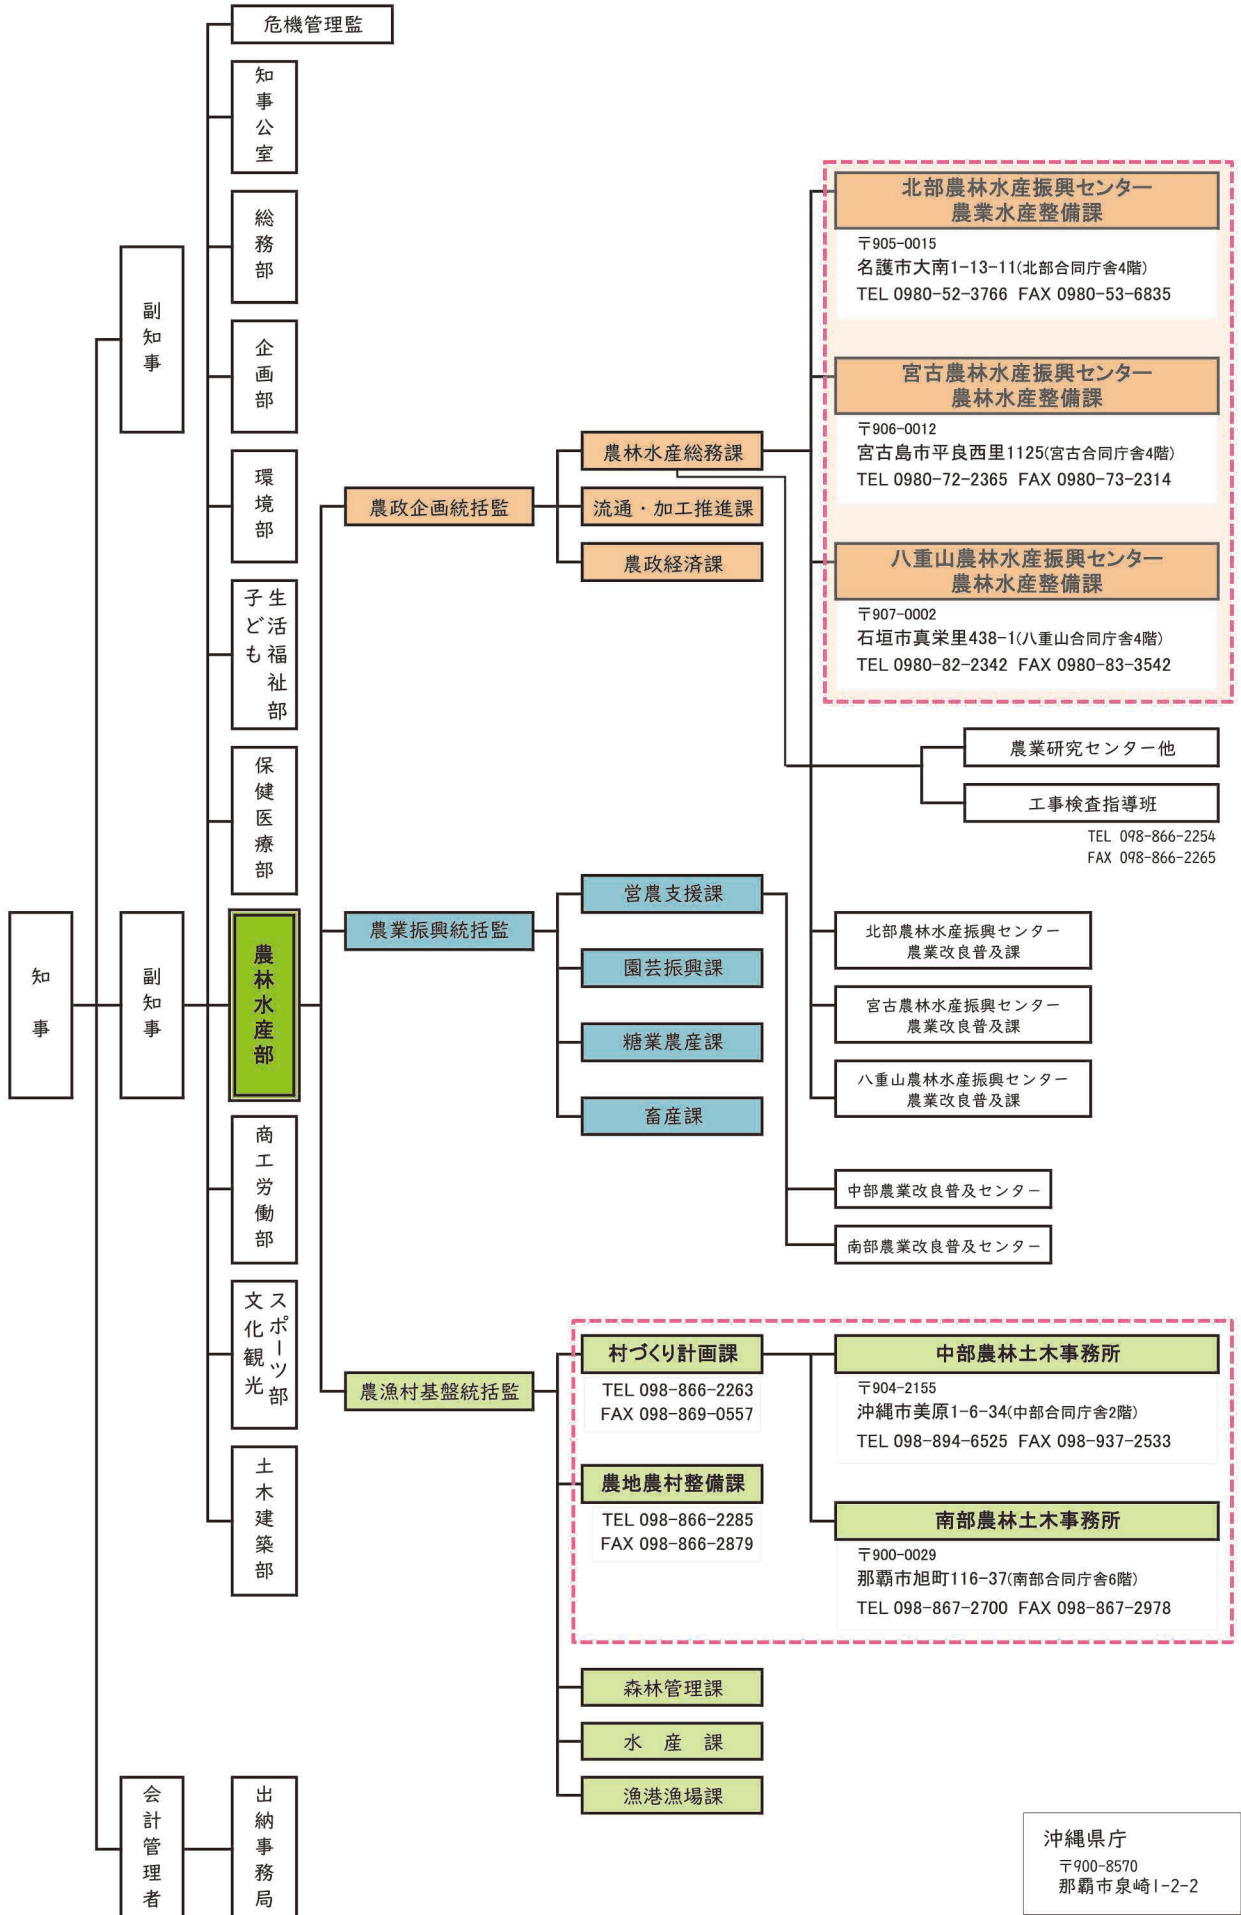 危機管理監
知事公室
総務部
企画部
環境部
子ども
生活福祉部
保健医療部
農林水産部
商工労働部
文化観光
スポーツ部
土木建築部
出納事務局
知事
副知事
副知事
会計管理者
農政企画統括監
農林水産総務課
流通・加工推進課
農政経済課
北部農林水産振興センター
農業水産整備課
〒905-0015
名護市大南1-13-11(北部合同庁舎4階)
TEL 0980-52-3766 FAX 0980-53-6835
宮古農林水産振興センター
農林水産整備課
〒906-0012
宮古島市平良西里1125(宮古合同庁舎4階)
TEL 0980-72-2365 FAX 0980-73-2314
八重山農林水産振興センター
農林水産整備課
〒907-0002
石垣市真栄里438-1(八重山合同庁舎4階)
TEL 0980-82-2342 FAX 0980-83-3542
農業研究センター他
工事検査指導班
TEL 098-866-2254
FAX 098-866-2265
農業振興統括監
営農支援課
園芸振興課
糖業農産課
畜産課
北部農林水産振興センター
農業改良普及課
宮古農林水産振興センター
農業改良普及課
八重山農林水産振興センター
農業改良普及課
中部農業改良普及センター
南部農業改良普及センター
農漁村基盤統括監
村づくり計画課
TEL 098-866-2263
FAX 098-869-0557
農地農村整備課
TEL 098-866-2285
FAX 098-866-2879
中部農林土木事務所
〒904-2155
沖縄市美原1-6-34(中部合同庁舎2階)
TEL 098-894-6525 FAX 098-937-2533
南部農林土木事務所
〒900-0029
那覇市旭町116-37(南部合同庁舎6階)
TEL 098-867-2700 FAX 098-867-2978
森林管理課
水 産 課
漁港漁場課
沖縄県庁
〒900-8570
那覇市泉崎1-2-2